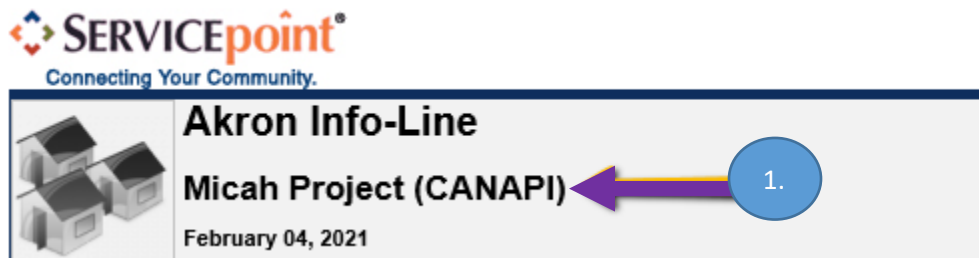 SERVICEpoint®
Connecting Your Community.
Akron Info-Line
Micah Project (CANAPI)
1.
February 04, 2021